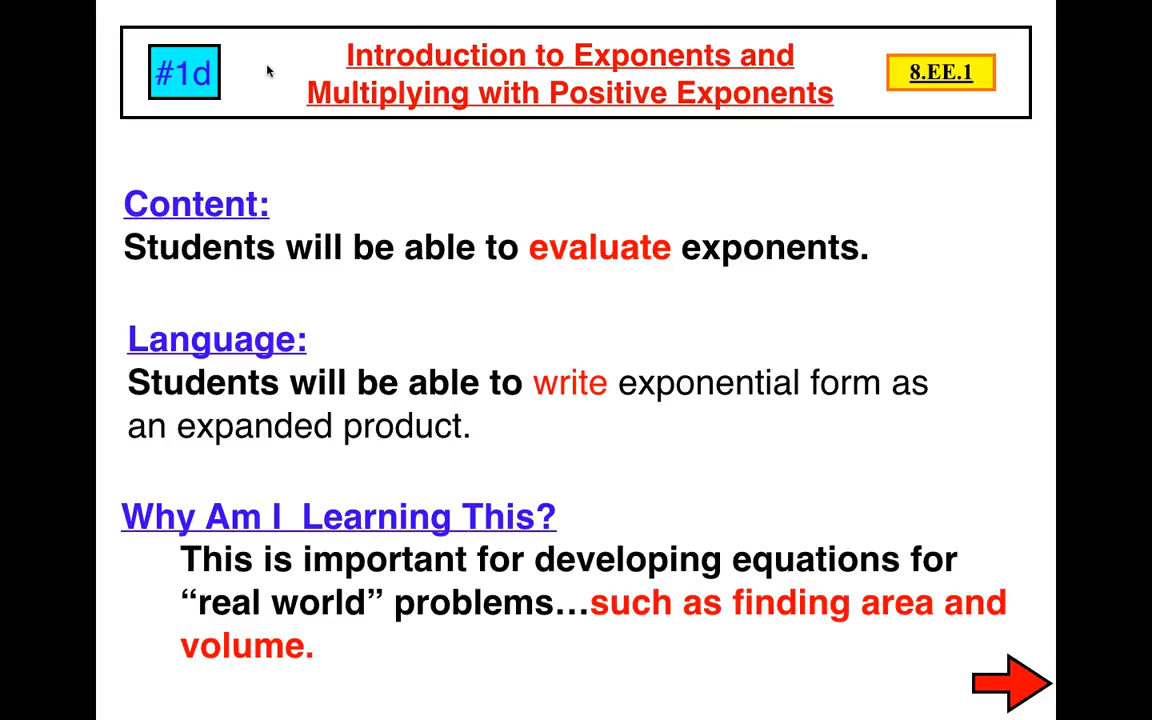 #1d
Introduction to Exponents and
Multiplying with Positive Exponents
8.EE.1
Content:
Students will be able to evaluate exponents.
Language:
Students will be able to write exponential form as
an expanded product.
Why Am I  Learning This?
This is important for developing equations for
“real world” problems…such as finding area and
volume.